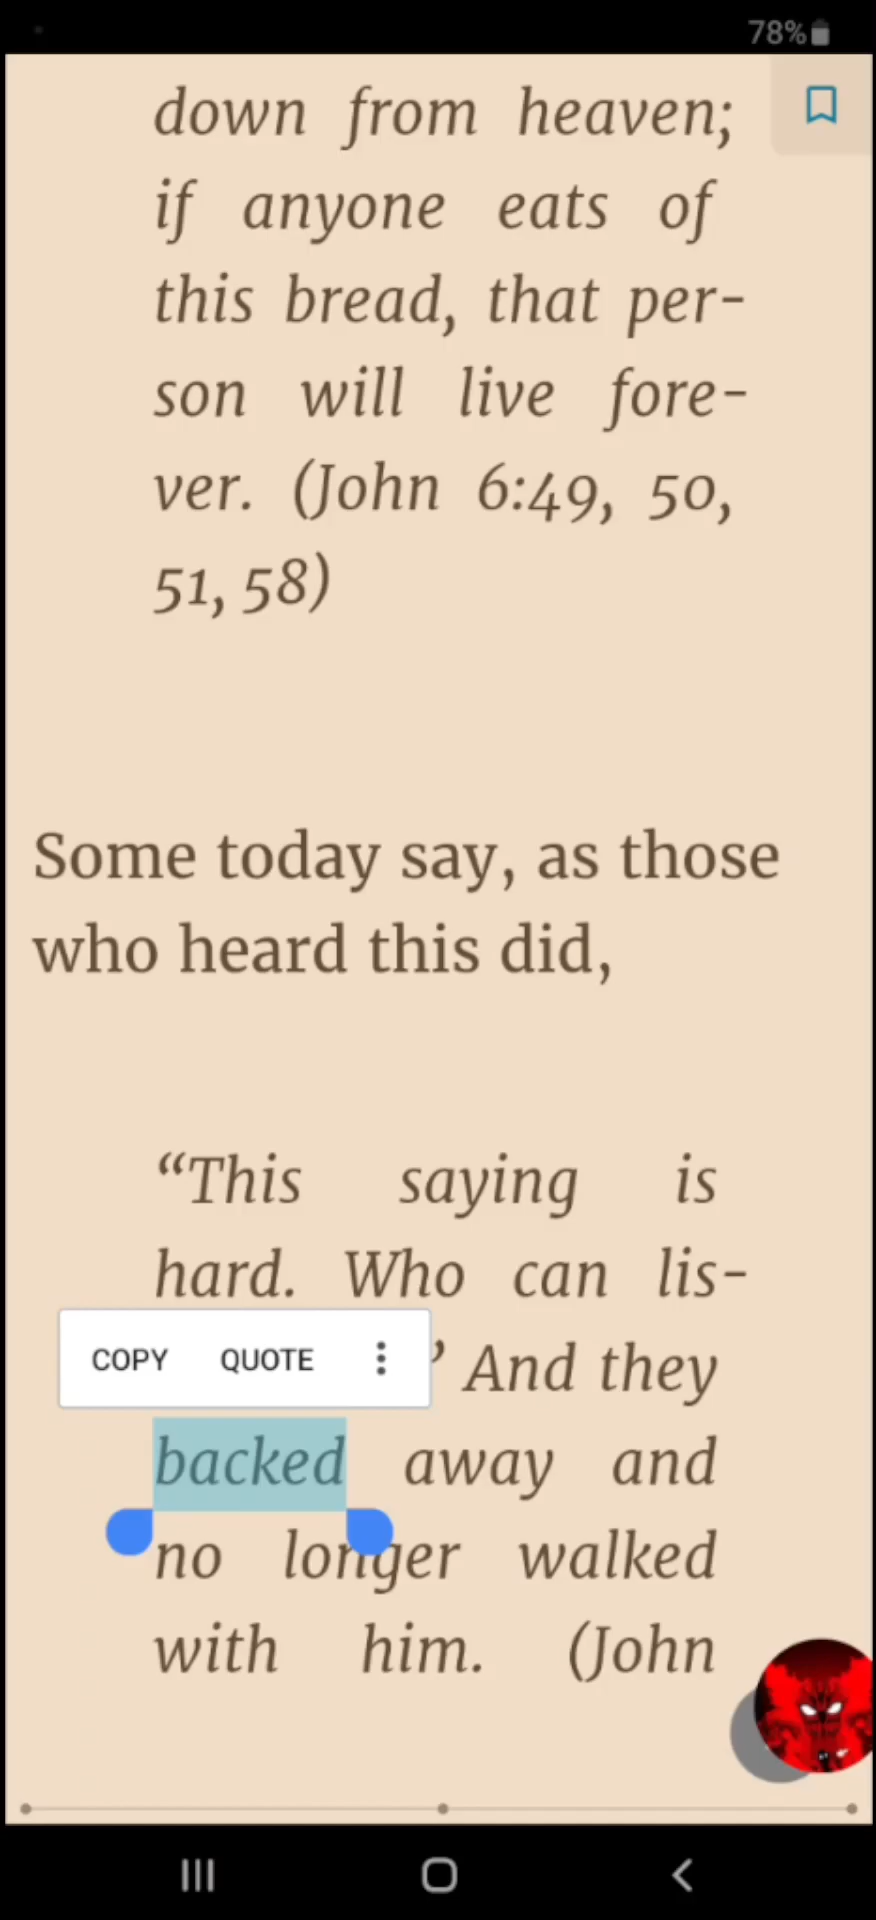 78%
down from heaven;
if anyone eats of
this bread, that per-
son will live fore-
ver. (John 6:49, 50,
51, 58)
Some today say, as those
who heard this did,
“This saying is
hard. Who can lis-
’ And they
COPY QUOTE
backed away and
no longer walked
with him. (John